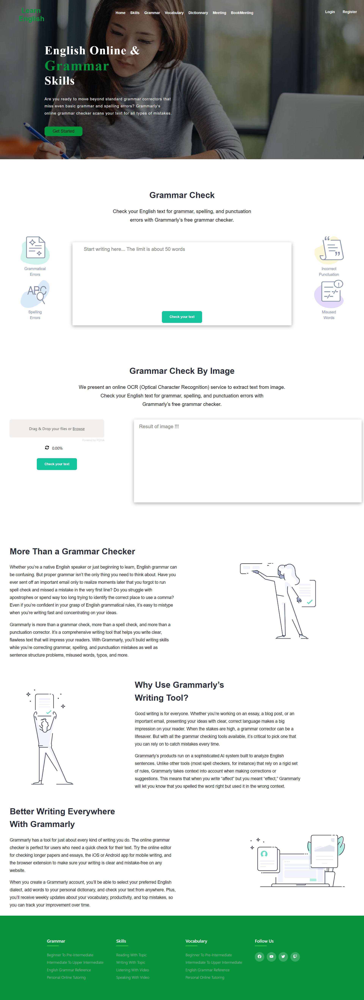 Learn
English
Home Skills Grammar Vocabulary Dictionnary Meeting BookMeeting
Login Register
English Online &
Grammar
Skills
Are you ready to move beyond standard grammar correctors that
miss even basic grammar and spelling errors? Grammarly's
online grammar checker scans your text for all types of mistakes.
Get Started
Grammar Check
Check your English text for grammar, spelling, and punctuation
errors with Grammarly’s free grammar checker.
Grammatical
Errors
ABC
Spelling
Errors
Start writing here... The limit is about 50 words
Check your text
Incorrect
Punctuation
Misused
Words
Grammar Check By Image
We present an online OCR (Optical Character Recognition) service to extract text from image.
Check your English text for grammar, spelling, and punctuation errors with
Grammarly’s free grammar checker.
Drag & Drop your files or Browse
Powered by PQINA
0.00%
Check your text
Result of image !!!
More Than a Grammar Checker
Whether you’re a native English speaker or just beginning to learn, English grammar can
be confusing. But proper grammar isn’t the only thing you need to think about. Have you
ever sent off an important email only to realize moments later that you forgot to run
spell check and missed a mistake in the very first line? Do you struggle with
apostrophes or spend way too long trying to identify the correct place to use a comma?
Even if you’re confident in your grasp of English grammatical rules, it’s easy to mistype
when you’re writing fast and concentrating on your ideas.
Grammarly is more than a grammar check, more than a spell check, and more than a
punctuation corrector. It’s a comprehensive writing tool that helps you write clear,
flawless text that will impress your readers. With Grammarly, you’ll build writing skills
while you’re correcting grammar, spelling, and punctuation mistakes as well as
sentence structure problems, misused words, typos, and more.
Why Use Grammarly’s
Writing Tool?
Good writing is for everyone. Whether you’re working on an essay, a blog post, or an
important email, presenting your ideas with clear, correct language makes a big
impression on your reader. When the stakes are high, a grammar corrector can be a
lifesaver. But with all the grammar checking tools available, it’s critical to pick one that
you can rely on to catch mistakes every time.
Grammarly’s products run on a sophisticated AI system built to analyze English
sentences. Unlike other tools (most spell checkers, for instance) that rely on a rigid set
of rules, Grammarly takes context into account when making corrections or
suggestions. This means that when you write “affect” but you meant “effect,” Grammarly
will let you know that you spelled the word right but used it in the wrong context.
Better Writing Everywhere
With Grammarly
Grammarly has a tool for just about every kind of writing you do. The online grammar
checker is perfect for users who need a quick check for their text. Try the online editor
for checking longer papers and essays, the iOS or Android app for mobile writing, and
the browser extension to make sure your writing is clear and mistake-free on any
website.
When you create a Grammarly account, you’ll be able to select your preferred English
dialect, add words to your personal dictionary, and check your text from anywhere. Plus,
you’ll receive weekly updates about your vocabulary, productivity, and top mistakes, so
you can track your improvement over time.
Grammar
Beginner To Pre-Intermediate
Intermediate To Upper Intermediate
English Grammar Reference
Personal Online Tutoring
Skills
Reading With Topic
Writing With Topic
Listening With Video
Speaking With Video
Vocabulary
Beginner To Pre-Intermediate
Intermediate To Upper Intermediate
English Grammar Reference
Personal Online Tutoring
Follow Us